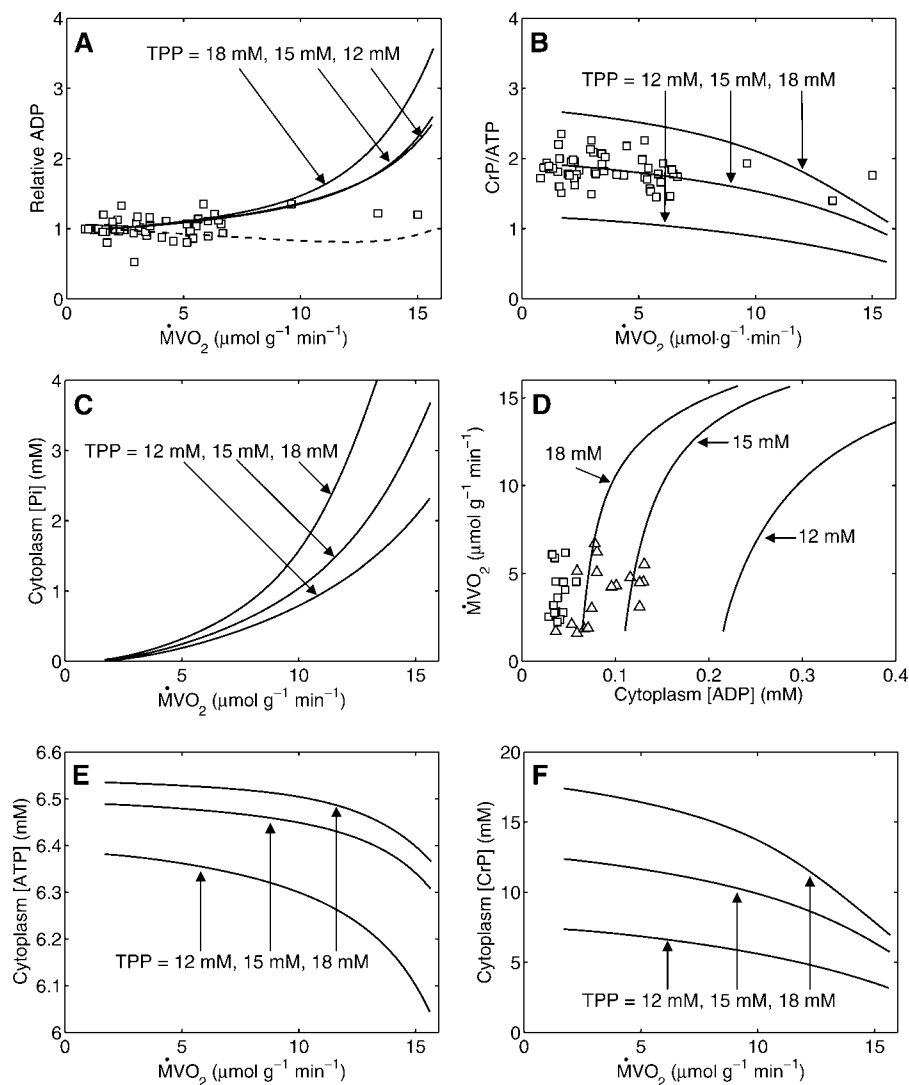 A
TPP = 18 mM, 15 mM, 12 mM
Relative ADP
4
3
2
1
0
0
5
10
15
ṀVO₂ (μmol g⁻¹ min⁻¹)
B
TPP = 12 mM, 15 mM, 18 mM
CrP/ATP
4
3
2
1
0
0
5
10
15
ṀVO₂ (μmol·g⁻¹·min⁻¹)
C
TPP = 12 mM, 15 mM, 18 mM
Cytoplasm [Pi] (mM)
4
3
2
1
0
0
5
10
15
ṀVO₂ (μmol g⁻¹ min⁻¹)
D
18 mM
15 mM
12 mM
ṀVO₂ (μmol g⁻¹ min⁻¹)
15
10
5
0
0
0.1
0.2
0.3
0.4
Cytoplasm [ADP] (mM)
E
TPP = 12 mM, 15 mM, 18 mM
Cytoplasm [ATP] (mM)
6.6
6.5
6.4
6.3
6.2
6.1
6
0
5
10
15
ṀVO₂ (μmol g⁻¹ min⁻¹)
F
TPP = 12 mM, 15 mM, 18 mM
Cytoplasm [CrP] (mM)
20
15
10
5
0
0
5
10
15
ṀVO₂ (μmol g⁻¹ min⁻¹)